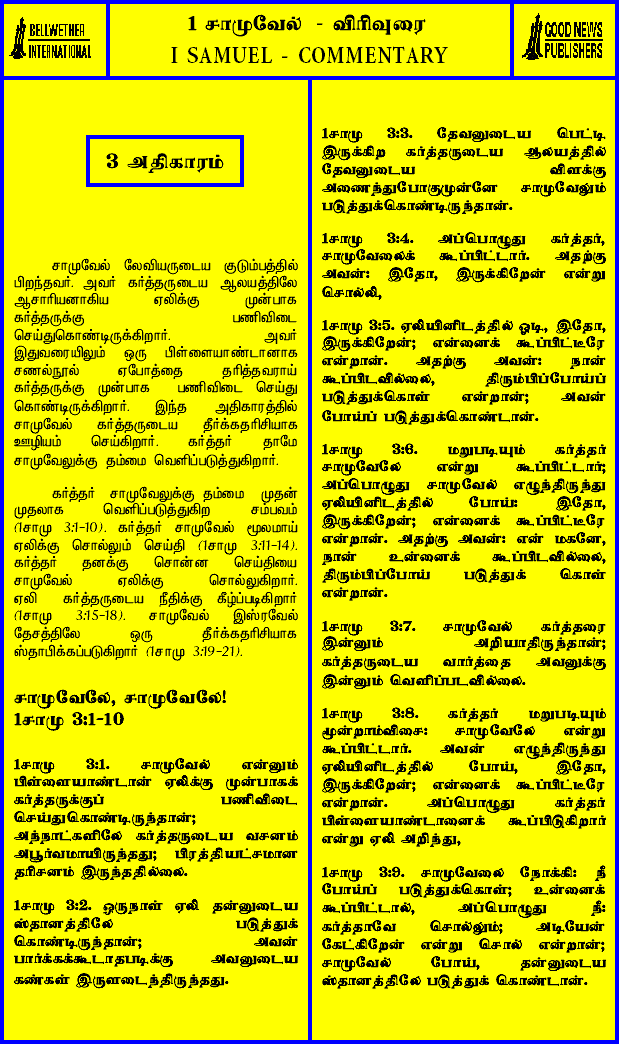 BELLWETHER
INTERNATIONAL
1 சாமுவேல் - விரிவுரை
I SAMUEL - COMMENTARY
GOOD NEWS
PUBLISHERS
3 அதிகாரம்
சாமுவேல் லேவியருடைய குடும்பத்தில்
பிறந்தவர். அவர் கர்த்தருடைய ஆலயத்திலே
ஆசாரியனாகிய ஏலிக்கு முன்பாக
கர்த்தருக்கு பணிவிடை
செய்துகொண்டிருக்கிறார். அவர்
இதுவரையிலும் ஒரு பிள்ளையாண்டானாக
சணல்நூல் ஏபோத்தை தரித்தவராய்
கர்த்தருக்கு முன்பாக பணிவிடை செய்து
கொண்டிருக்கிறார். இந்த அதிகாரத்தில்
சாமுவேல் கர்த்தருடைய தீர்க்கதரிசியாக
ஊழியம் செய்கிறார். கர்த்தர் தாமே
சாமுவேலுக்கு தம்மை வெளிப்படுத்துகிறார்.
கர்த்தர் சாமுவேலுக்கு தம்மை முதன்
முதலாக வெளிப்படுத்துகிற சம்பவம்
(1சாமு 3:1-10). கர்த்தர் சாமுவேல் மூலமாய்
ஏலிக்கு சொல்லும் செய்தி (1சாமு 3:11-14).
கர்த்தர் தனக்கு சொன்ன செய்தியை
சாமுவேல் ஏலிக்கு சொல்லுகிறார்.
ஏலி கர்த்தருடைய நீதிக்கு கீழ்ப்படிகிறார்
(1சாமு 3:15-18). சாமுவேல் இஸ்ரவேல்
தேசத்திலே ஒரு தீர்க்கதரிசியாக
ஸ்தாபிக்கப்படுகிறார் (1சாமு 3:19-21).
சாமுவேலே, சாமுவேலே!
1சாமு 3:1-10
1சாமு 3:1. சாமுவேல் என்னும்
பிள்ளையாண்டான் ஏலிக்கு முன்பாகக்
கர்த்தருக்குப் பணிவிடை
செய்துகொண்டிருந்தான்;
அந்நாட்களிலே கர்த்தருடைய வசனம்
அபூர்வமாயிருந்தது; பிரத்தியட்சமான
தரிசனம் இருந்ததில்லை.
1சாமு 3:2. ஒருநாள் ஏலி தன்னுடைய
ஸ்தானத்திலே படுத்துக்
கொண்டிருந்தான்; அவன்
பார்க்கக்கூடாதபடிக்கு அவனுடைய
கண்கள் இருளடைந்திருந்தது.
1சாமு 3:3. தேவனுடைய பெட்டி
இருக்கிற கர்த்தருடைய ஆலயத்தில்
தேவனுடைய விளக்கு
அணைந்துபோகுமுன்னே சாமுவேலும்
படுத்துக்கொண்டிருந்தான்.
1சாமு 3:4. அப்பொழுது கர்த்தர்,
சாமுவேலைக் கூப்பிட்டார். அதற்கு
அவன்: இதோ, இருக்கிறேன் என்று
சொல்லி,
1சாமு 3:5. ஏலியினிடத்தில் ஓடி, இதோ,
இருக்கிறேன்; என்னைக் கூப்பிட்டீரே
என்றான். அதற்கு அவன்: நான்
கூப்பிடவில்லை, திரும்பிப்போய்ப்
படுத்துக்கொள் என்றான்; அவன்
போய்ப் படுத்துக்கொண்டான்.
1சாமு 3:6. மறுபடியும் கர்த்தர்
சாமுவேலே என்று கூப்பிட்டார்;
அப்பொழுது சாமுவேல் எழுந்திருந்து
ஏலியினிடத்தில் போய்: இதோ,
இருக்கிறேன்; என்னைக் கூப்பிட்டீரே
என்றான். அதற்கு அவன்: என் மகனே,
நான் உன்னைக் கூப்பிடவில்லை,
திரும்பிப்போய் படுத்துக் கொள்
என்றான்.
1சாமு 3:7. சாமுவேல் கர்த்தரை
இன்னும் அறியாதிருந்தான்;
கர்த்தருடைய வார்த்தை அவனுக்கு
இன்னும் வெளிப்படவில்லை.
1சாமு 3:8. கர்த்தர் மறுபடியும்
மூன்றாம்விசை: சாமுவேலே என்று
கூப்பிட்டார். அவன் எழுந்திருந்து
ஏலியினிடத்தில் போய், இதோ,
இருக்கிறேன்; என்னைக் கூப்பிட்டீரே
என்றான். அப்பொழுது கர்த்தர்
பிள்ளையாண்டானைக் கூப்பிடுகிறார்
என்று ஏலி அறிந்து,
1சாமு 3:9. சாமுவேலை நோக்கி: நீ
போய்ப் படுத்துக்கொள்; உன்னைக்
கூப்பிட்டால், அப்பொழுது நீ:
கர்த்தாவே சொல்லும்; அடியேன்
கேட்கிறேன் என்று சொல் என்றான்;
சாமுவேல் போய், தன்னுடைய
ஸ்தானத்திலே படுத்துக் கொண்டான்.